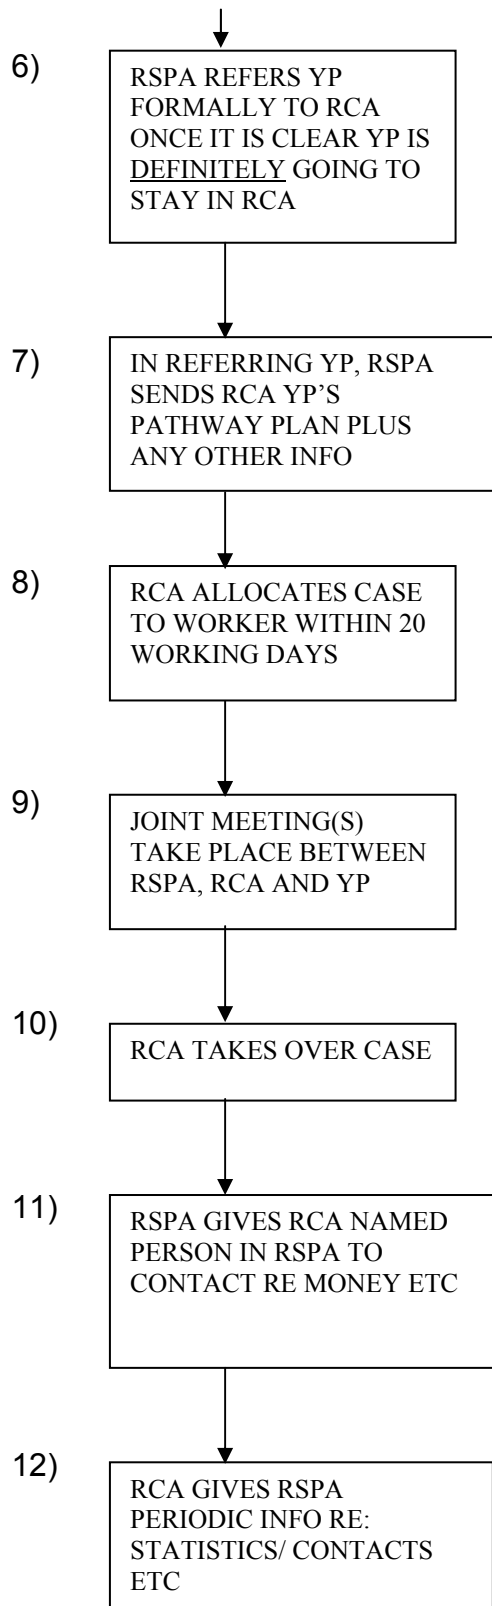 6)
RSPA REFERS YP
FORMALLY TO RCA
ONCE IT IS CLEAR YP IS
DEFINITELY GOING TO
STAY IN RCA
7)
IN REFERRING YP, RSPA
SENDS RCA YP'S
PATHWAY PLAN PLUS
ANY OTHER INFO
8)
RCA ALLOCATES CASE
TO WORKER WITHIN 20
WORKING DAYS
9)
JOINT MEETING(S)
TAKE PLACE BETWEEN
RSPA, RCA AND YP
10)
RCA TAKES OVER CASE
11)
RSPA GIVES RCA NAMED
PERSON IN RSPA TO
CONTACT RE MONEY ETC
12)
RCA GIVES RSPA
PERIODIC INFO RE:
STATISTICS/ CONTACTS
ETC